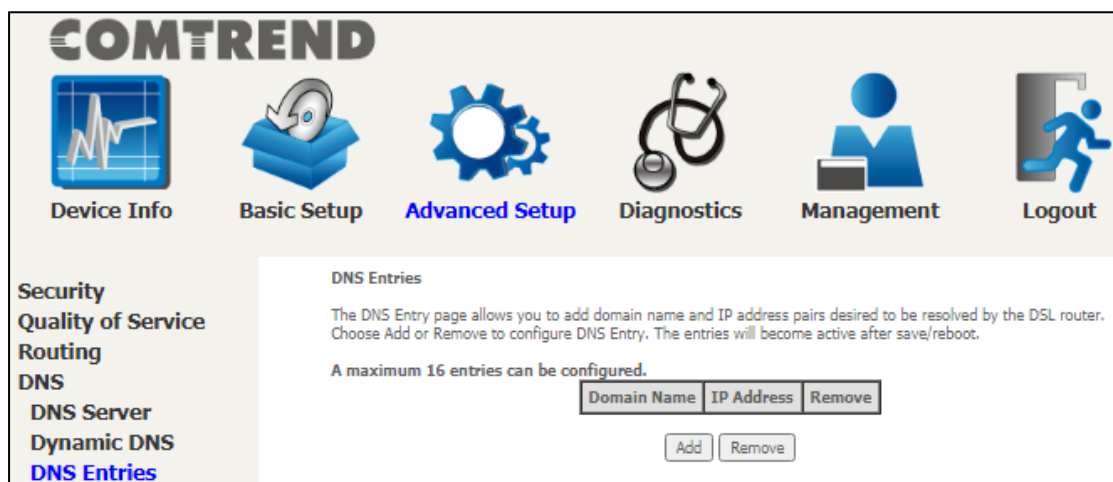 COMTREND
Device Info
Basic Setup
Advanced Setup
Diagnostics
Management
Logout
Security
Quality of Service
Routing
DNS
DNS Server
Dynamic DNS
DNS Entries
DNS Entries
The DNS Entry page allows you to add domain name and IP address pairs desired to be resolved by the DSL router.
Choose Add or Remove to configure DNS Entry. The entries will become active after save/reboot.
A maximum 16 entries can be configured.
Domain Name IP Address Remove
Add Remove